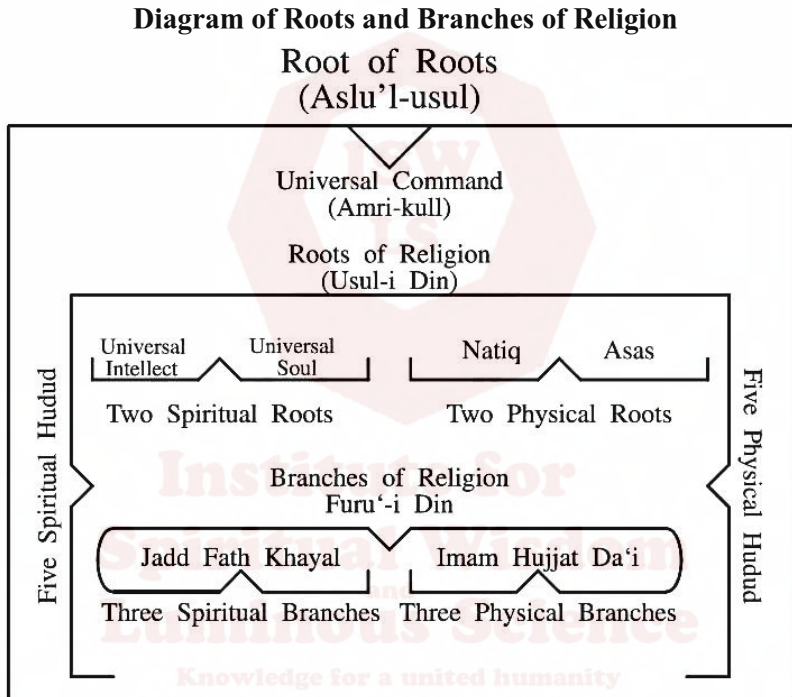 Diagram of Roots and Branches of Religion
Root of Roots
(Aslu'l-usul)
Universal Command
(Amri-kull)
Roots of Religion
(Usul-i Din)
Universal Intellect
Universal Soul
Natiq
Asas
Two Spiritual Roots
Two Physical Roots
Five Spiritual Hudud
Five Physical Hudud
Branches of Religion
Furu‘-i Din
Jadd Fath Khayal
Imam Hujjat Da‘i
Three Spiritual Branches
Three Physical Branches
ISW
LS
Institute for
Spiritual Wisdom
and
Luminous Science
Knowledge for a united humanity